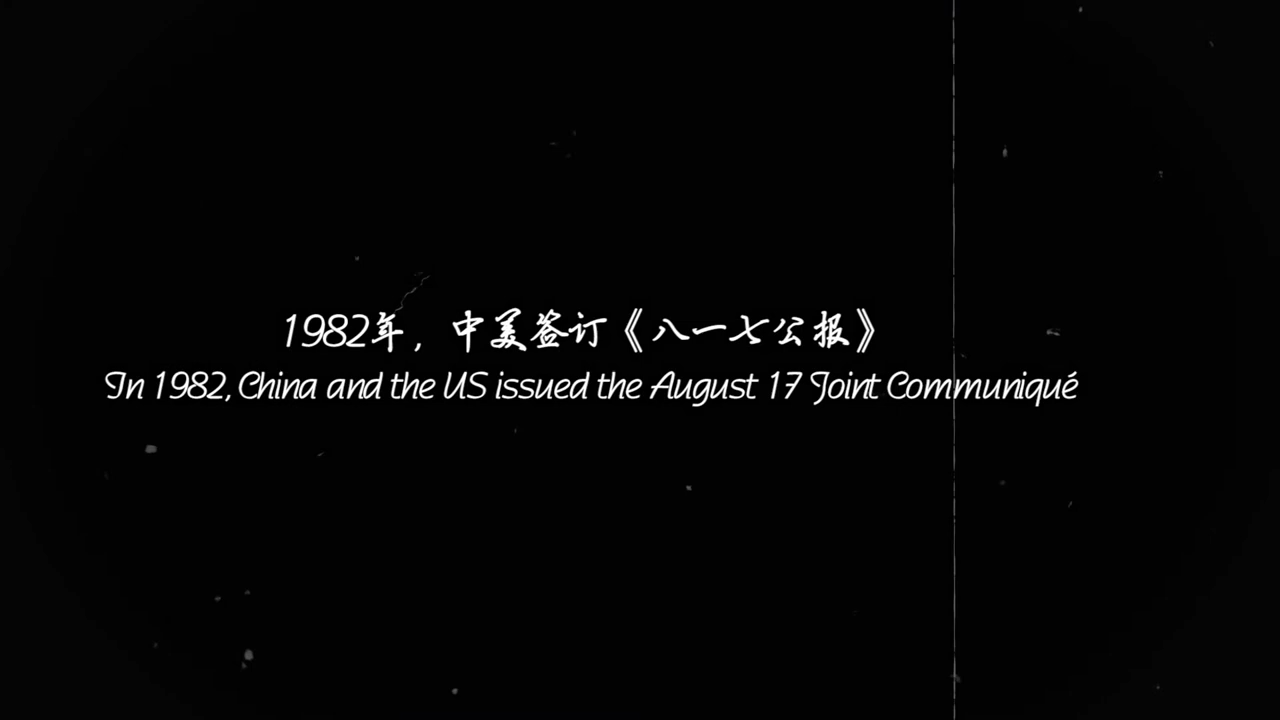 1982年，中美签订《八一七公报》
In 1982, China and the US issued the August 17 Joint Communiqué